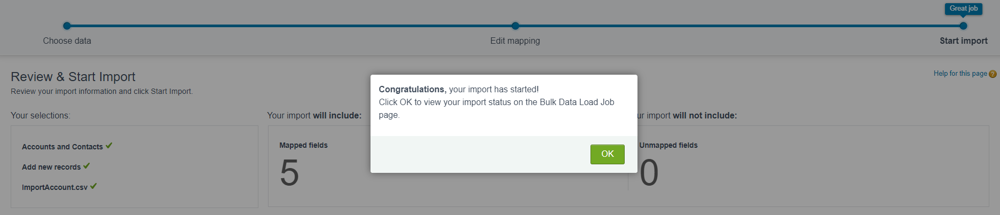 Great job
Choose data
Edit mapping
Start import
Review & Start Import
Help for this page ?
Review your import information and click Start Import.
Congratulations, your import has started!
Click OK to view your import status on the Bulk Data Load Job
page.
OK
Your selections:
Accounts and Contacts
Add new records
ImportAccount.csv
Your import will include:
Mapped fields
5
ur import will not include:
Unmapped fields
0